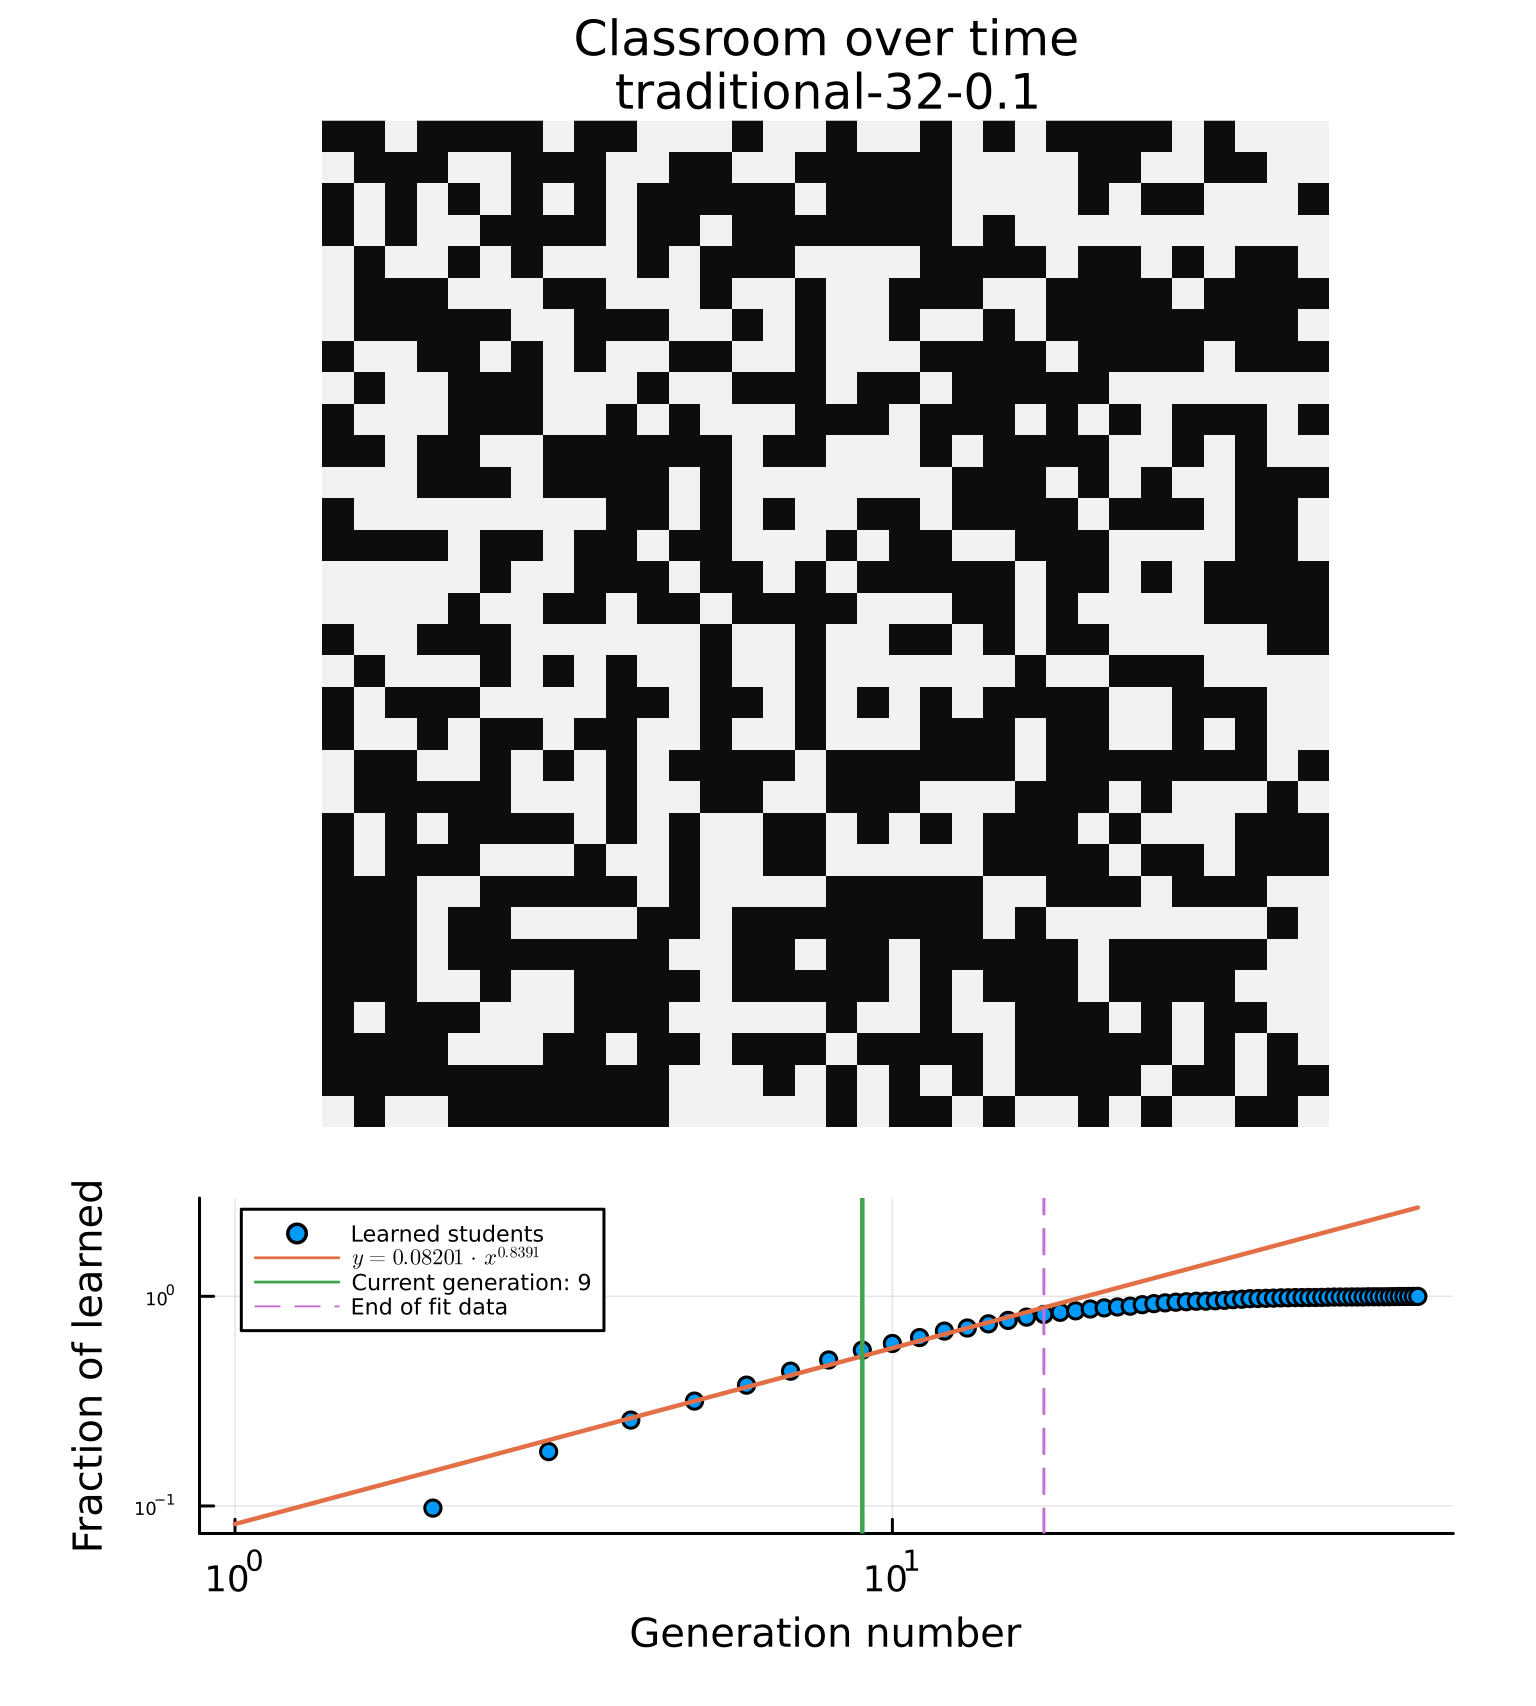 Classroom over time
traditional-32-0.1
Fraction of learned
Learned students
y = 0.08201 · x^0.8391
Current generation: 9
End of fit data
10^0
10^-1
10^0
10^1
Generation number